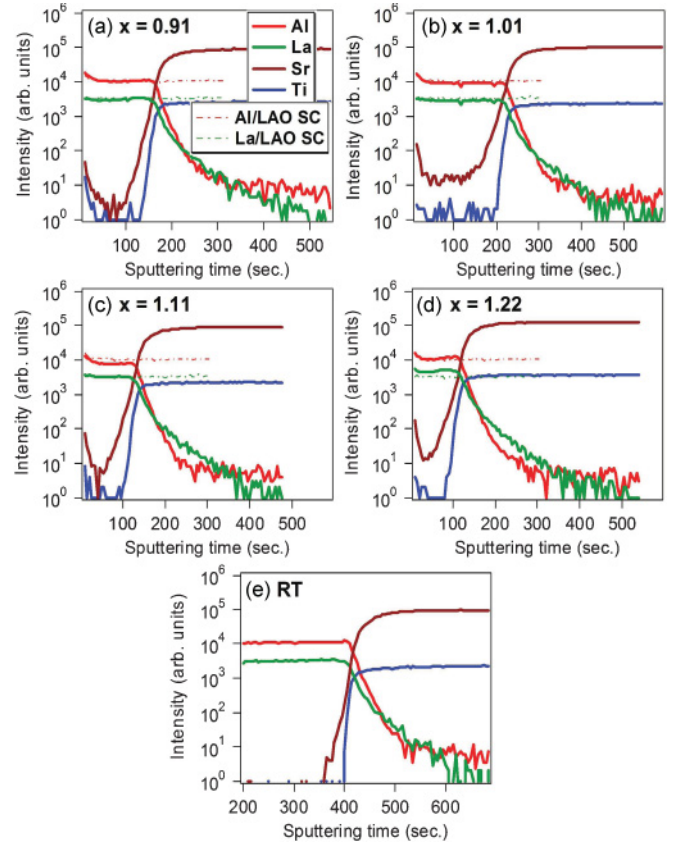 (a) x = 0.91
Al
La
Sr
Ti
Al/LAO SC
La/LAO SC
Intensity (arb. units)
10^6
10^5
10^4
10^3
10^2
10^1
10^0
100 200 300 400 500
Sputtering time (sec.)
(b) x = 1.01
Intensity (arb. units)
10^6
10^5
10^4
10^3
10^2
10^1
10^0
100 200 300 400 500
Sputtering time (sec.)
(c) x = 1.11
Intensity (arb. units)
10^6
10^5
10^4
10^3
10^2
10^1
10^0
100 200 300 400 500
Sputtering time (sec.)
(d) x = 1.22
Intensity (arb. units)
10^6
10^5
10^4
10^3
10^2
10^1
10^0
100 200 300 400 500
Sputtering time (sec.)
(e) RT
Intensity (arb. units)
10^6
10^5
10^4
10^3
10^2
10^1
10^0
200 300 400 500 600
Sputtering time (sec.)